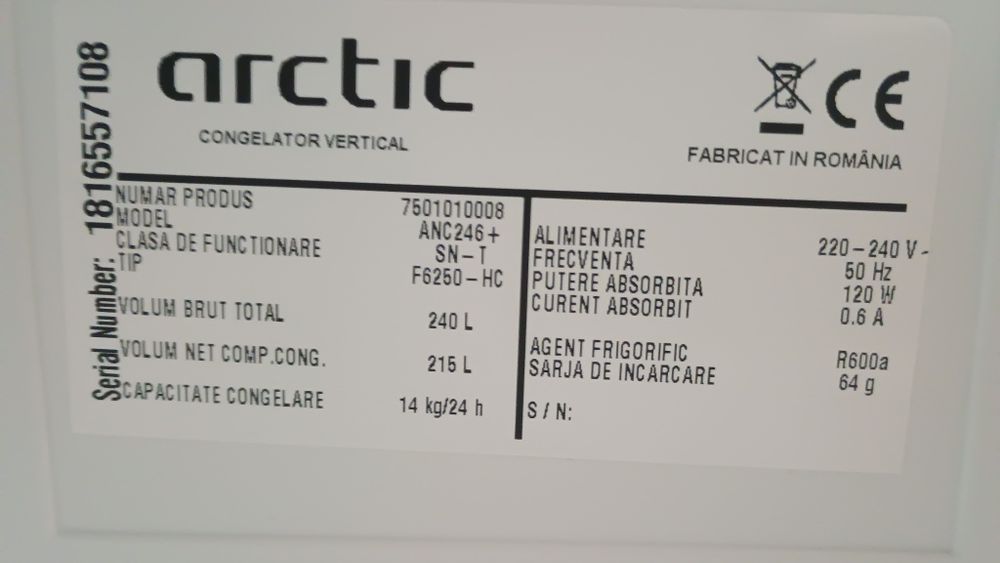 arctic
CONGELATOR VERTICAL
FABRICAT IN ROMÂNIA
Serial Number: 1816557108
NUMAR PRODUS 7501010008
MODEL ANC246+
CLASA DE FUNCTIONARE SN-T
TIP F6250-HC
VOLUM BRUT TOTAL 240 L
VOLUM NET COMP.CONG. 215 L
CAPACITATE CONGELARE 14 kg/24 h
ALIMENTARE 220-240 V~
FRECVENTA 50 Hz
PUTERE ABSORBITA 120 W
CURENT ABSORBIT 0.6 A
AGENT FRIGORIFIC R600a
SARJA DE INCARCARE 64 g
S / N:
CE